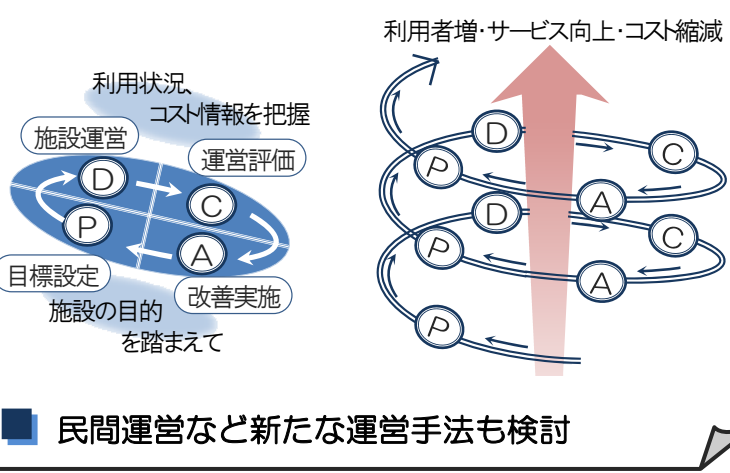 利用者増・サービス向上・コスト縮減
利用状況、
コスト情報を把握
施設運営
運営評価
D
C
P
A
目標設定
改善実施
施設の目的
を踏まえて
D
C
P
A
D
C
P
A
P
民間運営など新たな運営手法も検討